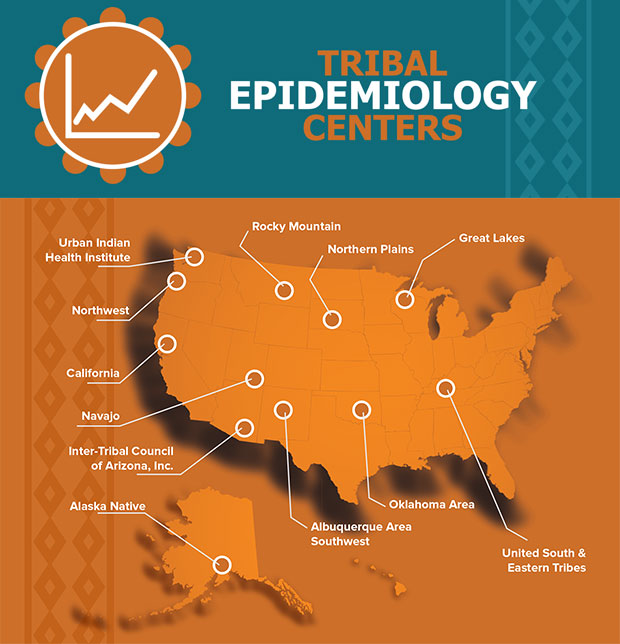 TRIBAL
EPIDEMIOLOGY
CENTERS
Rocky Mountain
Urban Indian
Health Institute
Northern Plains
Great Lakes
Northwest
California
Navajo
Inter-Tribal Council
of Arizona, Inc.
Alaska Native
Oklahoma Area
Albuquerque Area
Southwest
United South &
Eastern Tribes